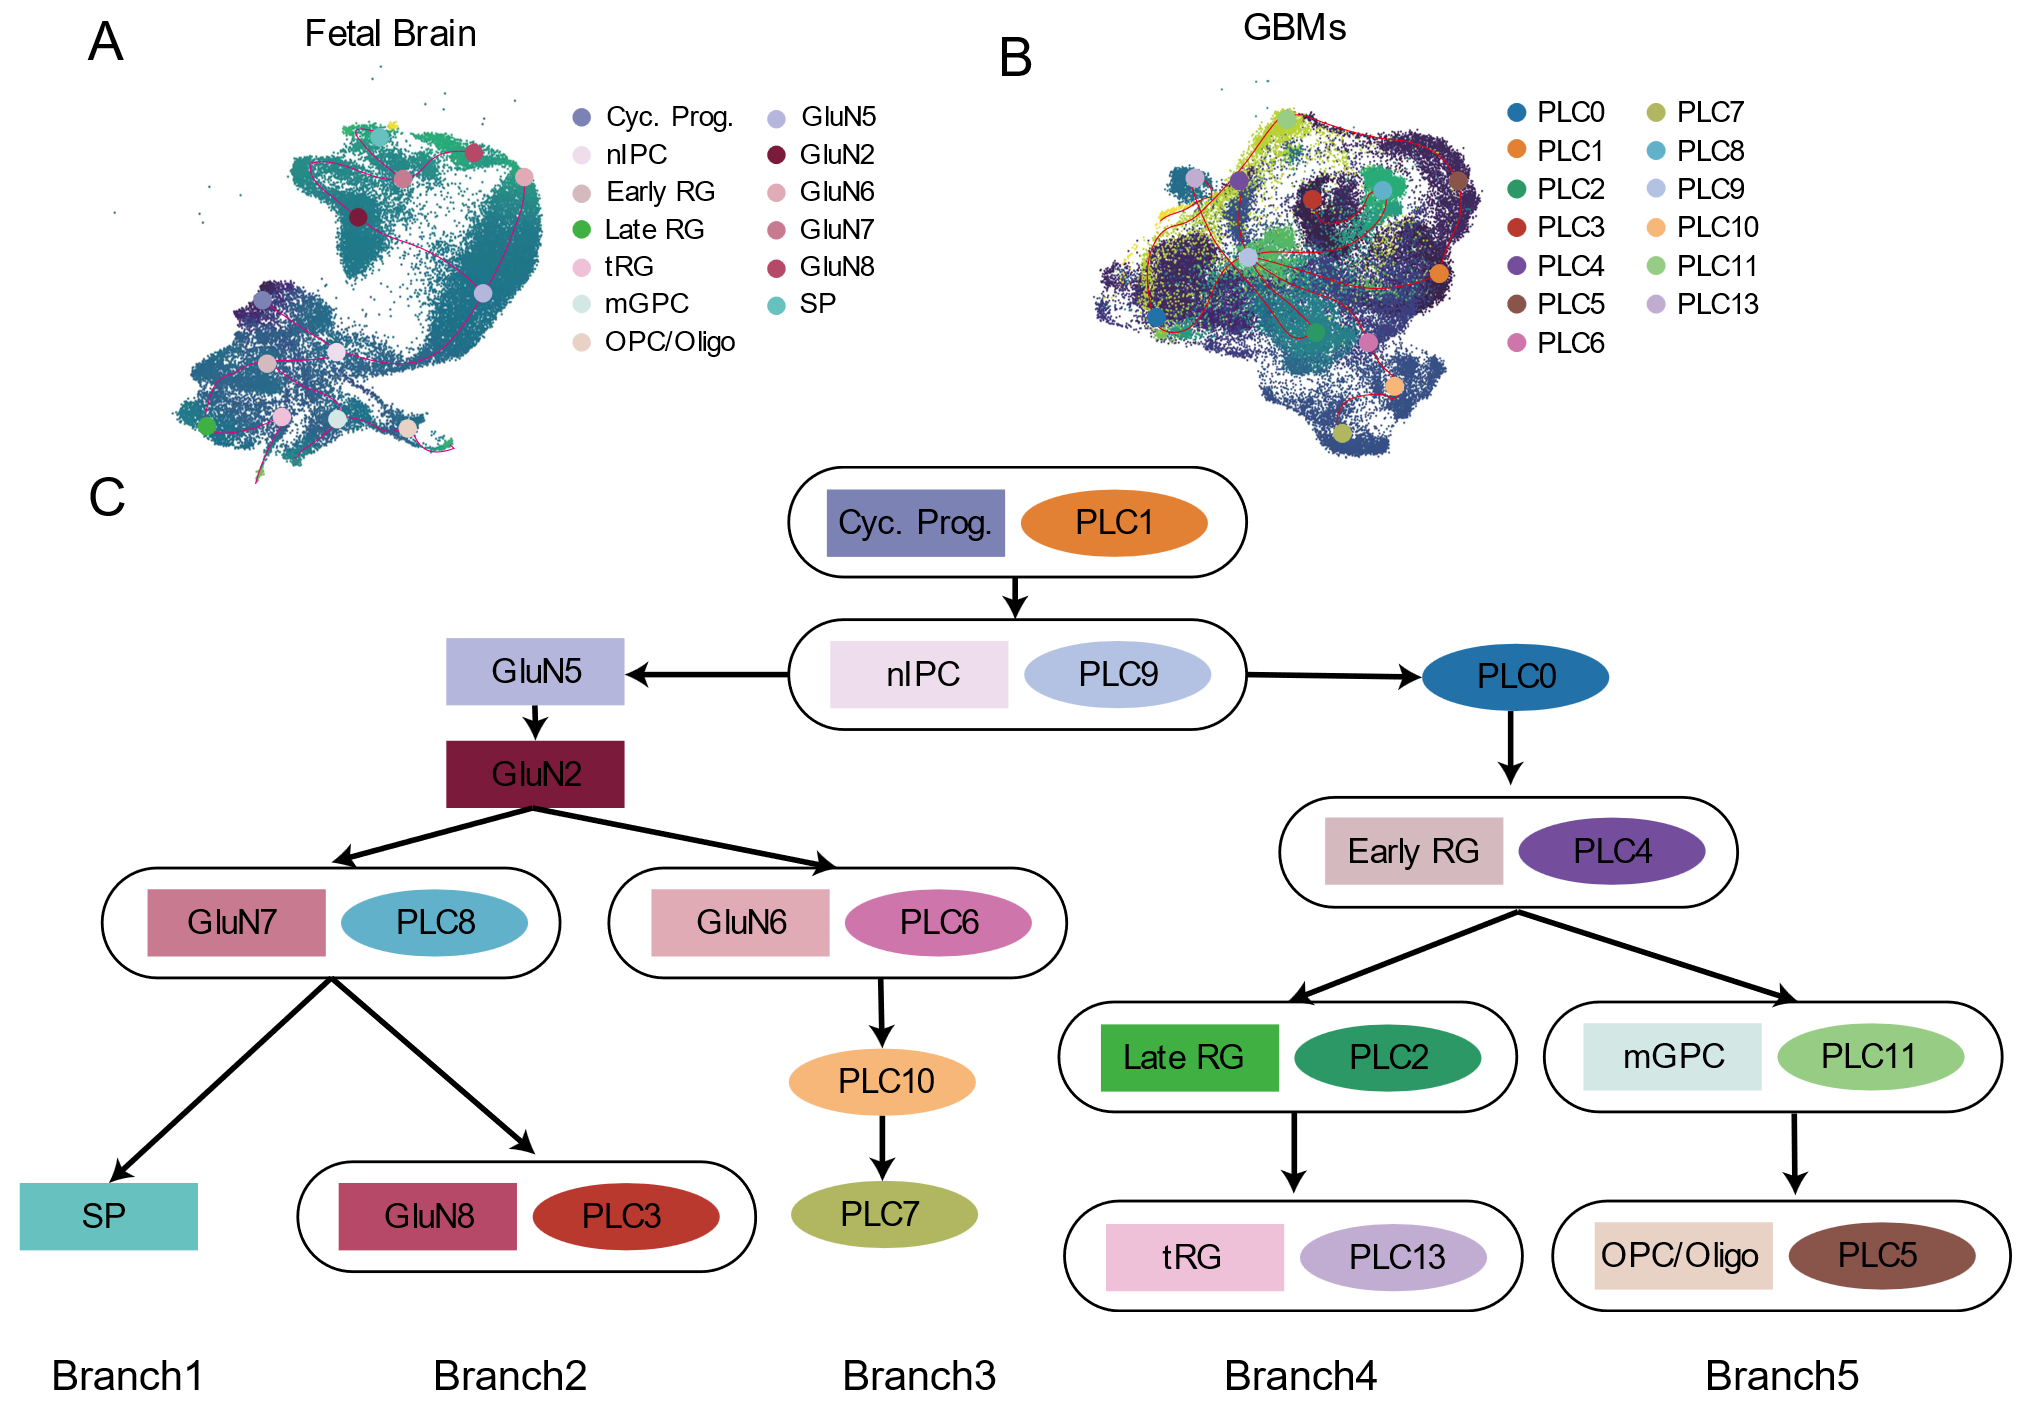 A
Fetal Brain
Cyc. Prog.
nIPC
Early RG
Late RG
tRG
mGPC
OPC/Oligo
GluN5
GluN2
GluN6
GluN7
GluN8
SP
B
GBMs
PLC0
PLC1
PLC2
PLC3
PLC4
PLC5
PLC6
PLC7
PLC8
PLC9
PLC10
PLC11
PLC13
C
Cyc. Prog. PLC1
GluN5 nIPC PLC9 PLC0
GluN2
Early RG PLC4
GluN7 PLC8 GluN6 PLC6
Late RG PLC2 mGPC PLC11
PLC10
SP GluN8 PLC3 PLC7
tRG PLC13 OPC/Oligo PLC5
Branch1 Branch2 Branch3 Branch4 Branch5